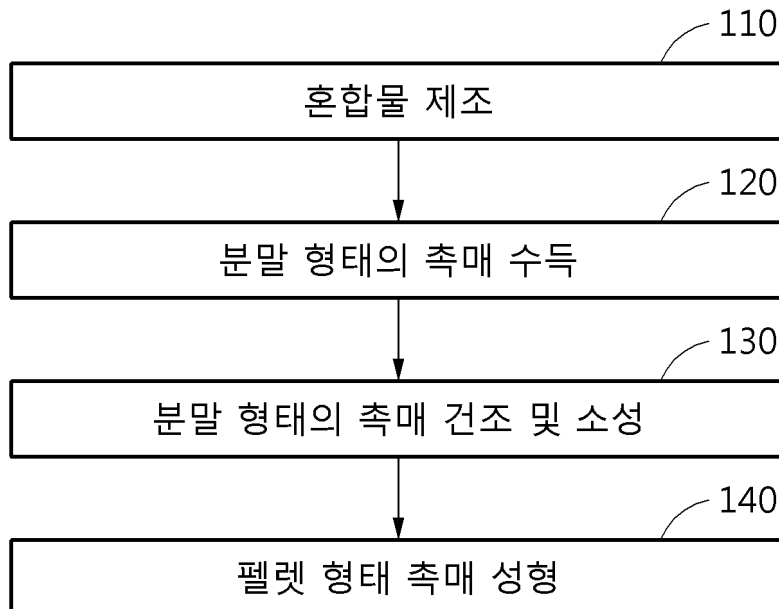 110
혼합물 제조
120
분말 형태의 촉매 수득
130
분말 형태의 촉매 건조 및 소성
140
펠렛 형태 촉매 성형